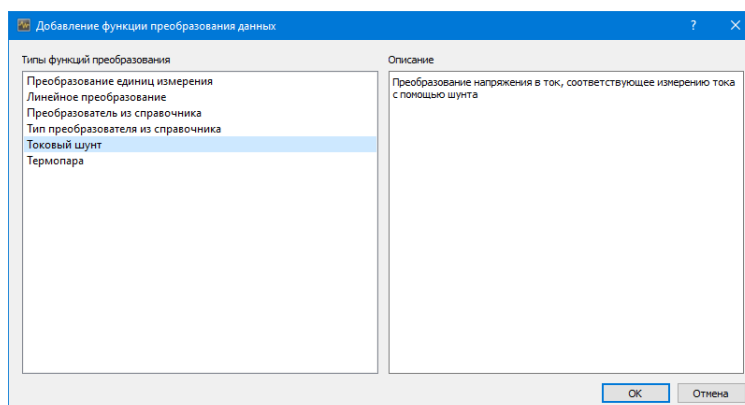 Добавление функции преобразования данных
Типы функций преобразования
Описание
Преобразование единиц измерения
Линейное преобразование
Преобразователь из справочника
Тип преобразователя из справочника
Токовый шунт
Термопара
Преобразование напряжения в ток, соответствующее измерению тока
с помощью шунта
ОК
Отмена